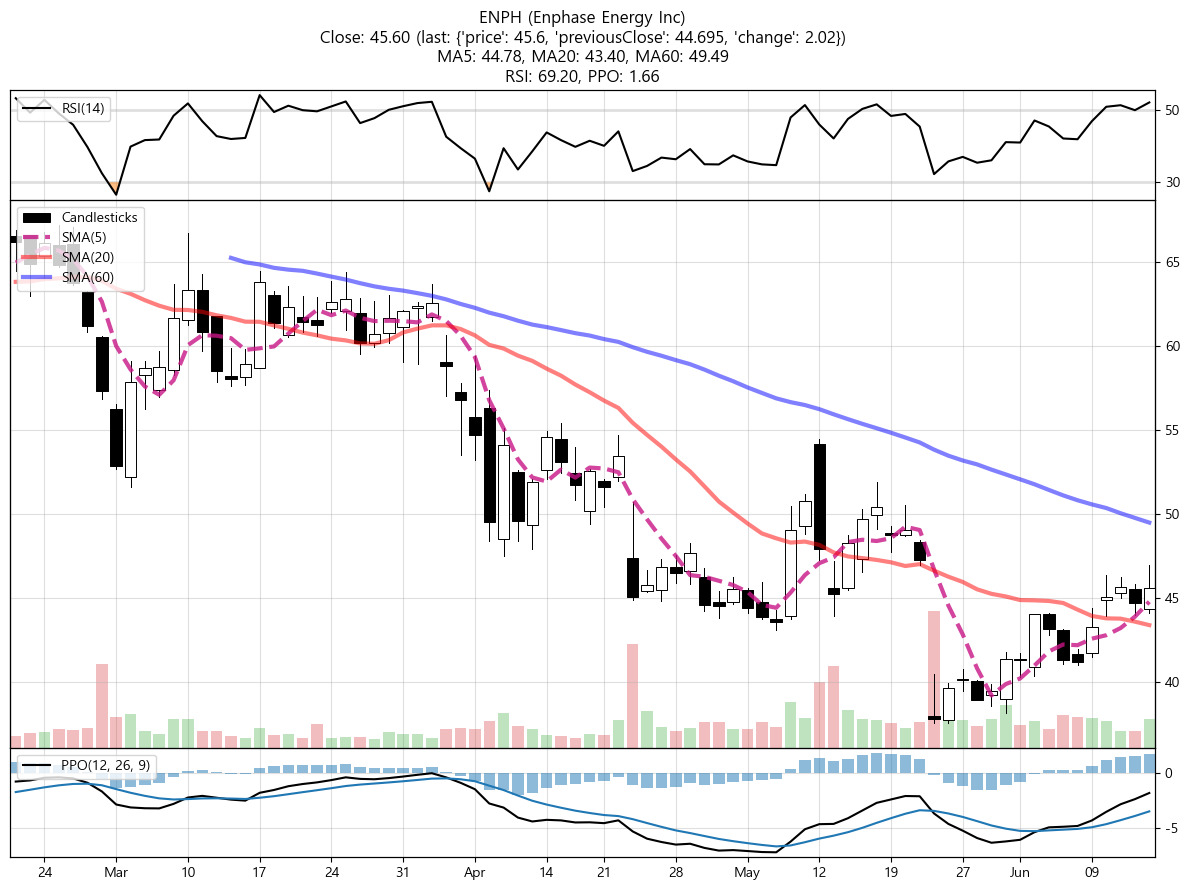 ENPH (Enphase Energy Inc)
Close: 45.60 (last: {'price': 45.6, 'previousClose': 44.695, 'change': 2.02})
MA5: 44.78, MA20: 43.40, MA60: 49.49
RSI: 69.20, PPO: 1.66
RSI(14)
50
30
Candlesticks
SMA(5)
SMA(20)
SMA(60)
65
60
55
50
45
40
PPO(12, 26, 9)
0
-5
24 Mar 10 17 24 31 Apr 14 21 28 May 12 19 27 Jun 09